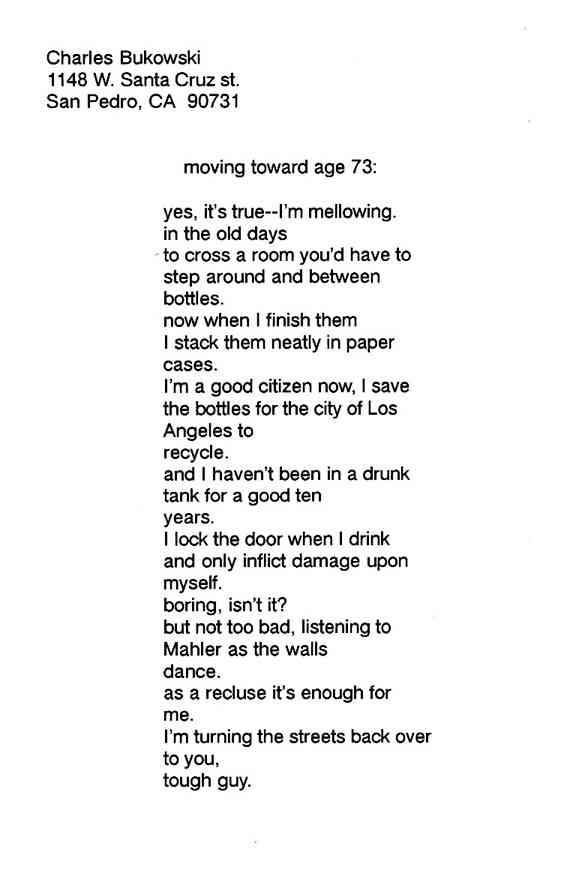 Charles Bukowski
1148 W. Santa Cruz st.
San Pedro, CA 90731
moving toward age 73:
yes, it's true--I'm mellowing.
in the old days
to cross a room you'd have to
step around and between
bottles.
now when I finish them
I stack them neatly in paper
cases.
I'm a good citizen now, I save
the bottles for the city of Los
Angeles to
recycle.
and I haven't been in a drunk
tank for a good ten
years.
I lock the door when I drink
and only inflict damage upon
myself.
boring, isn't it?
but not too bad, listening to
Mahler as the walls
dance.
as a recluse it's enough for
me.
I'm turning the streets back over
to you,
tough guy.